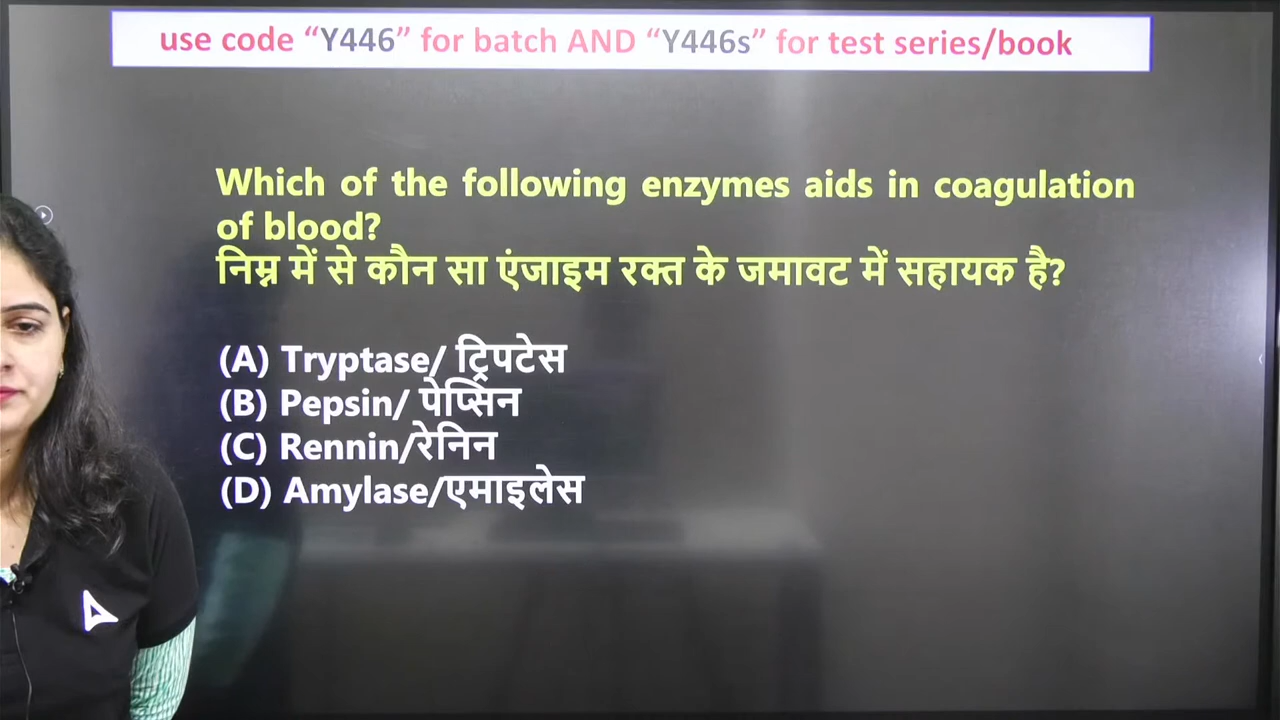 use code “Y446” for batch AND “Y446s” for test series/book
Which of the following enzymes aids in coagulation
of blood?
निम्न में से कौन सा एंजाइम रक्त के जमावट में सहायक है?
(A) Tryptase/ ट्रिपटेस
(B) Pepsin/ पेप्सिन
(C) Rennin/रेनिन
(D) Amylase/एमाइलेस